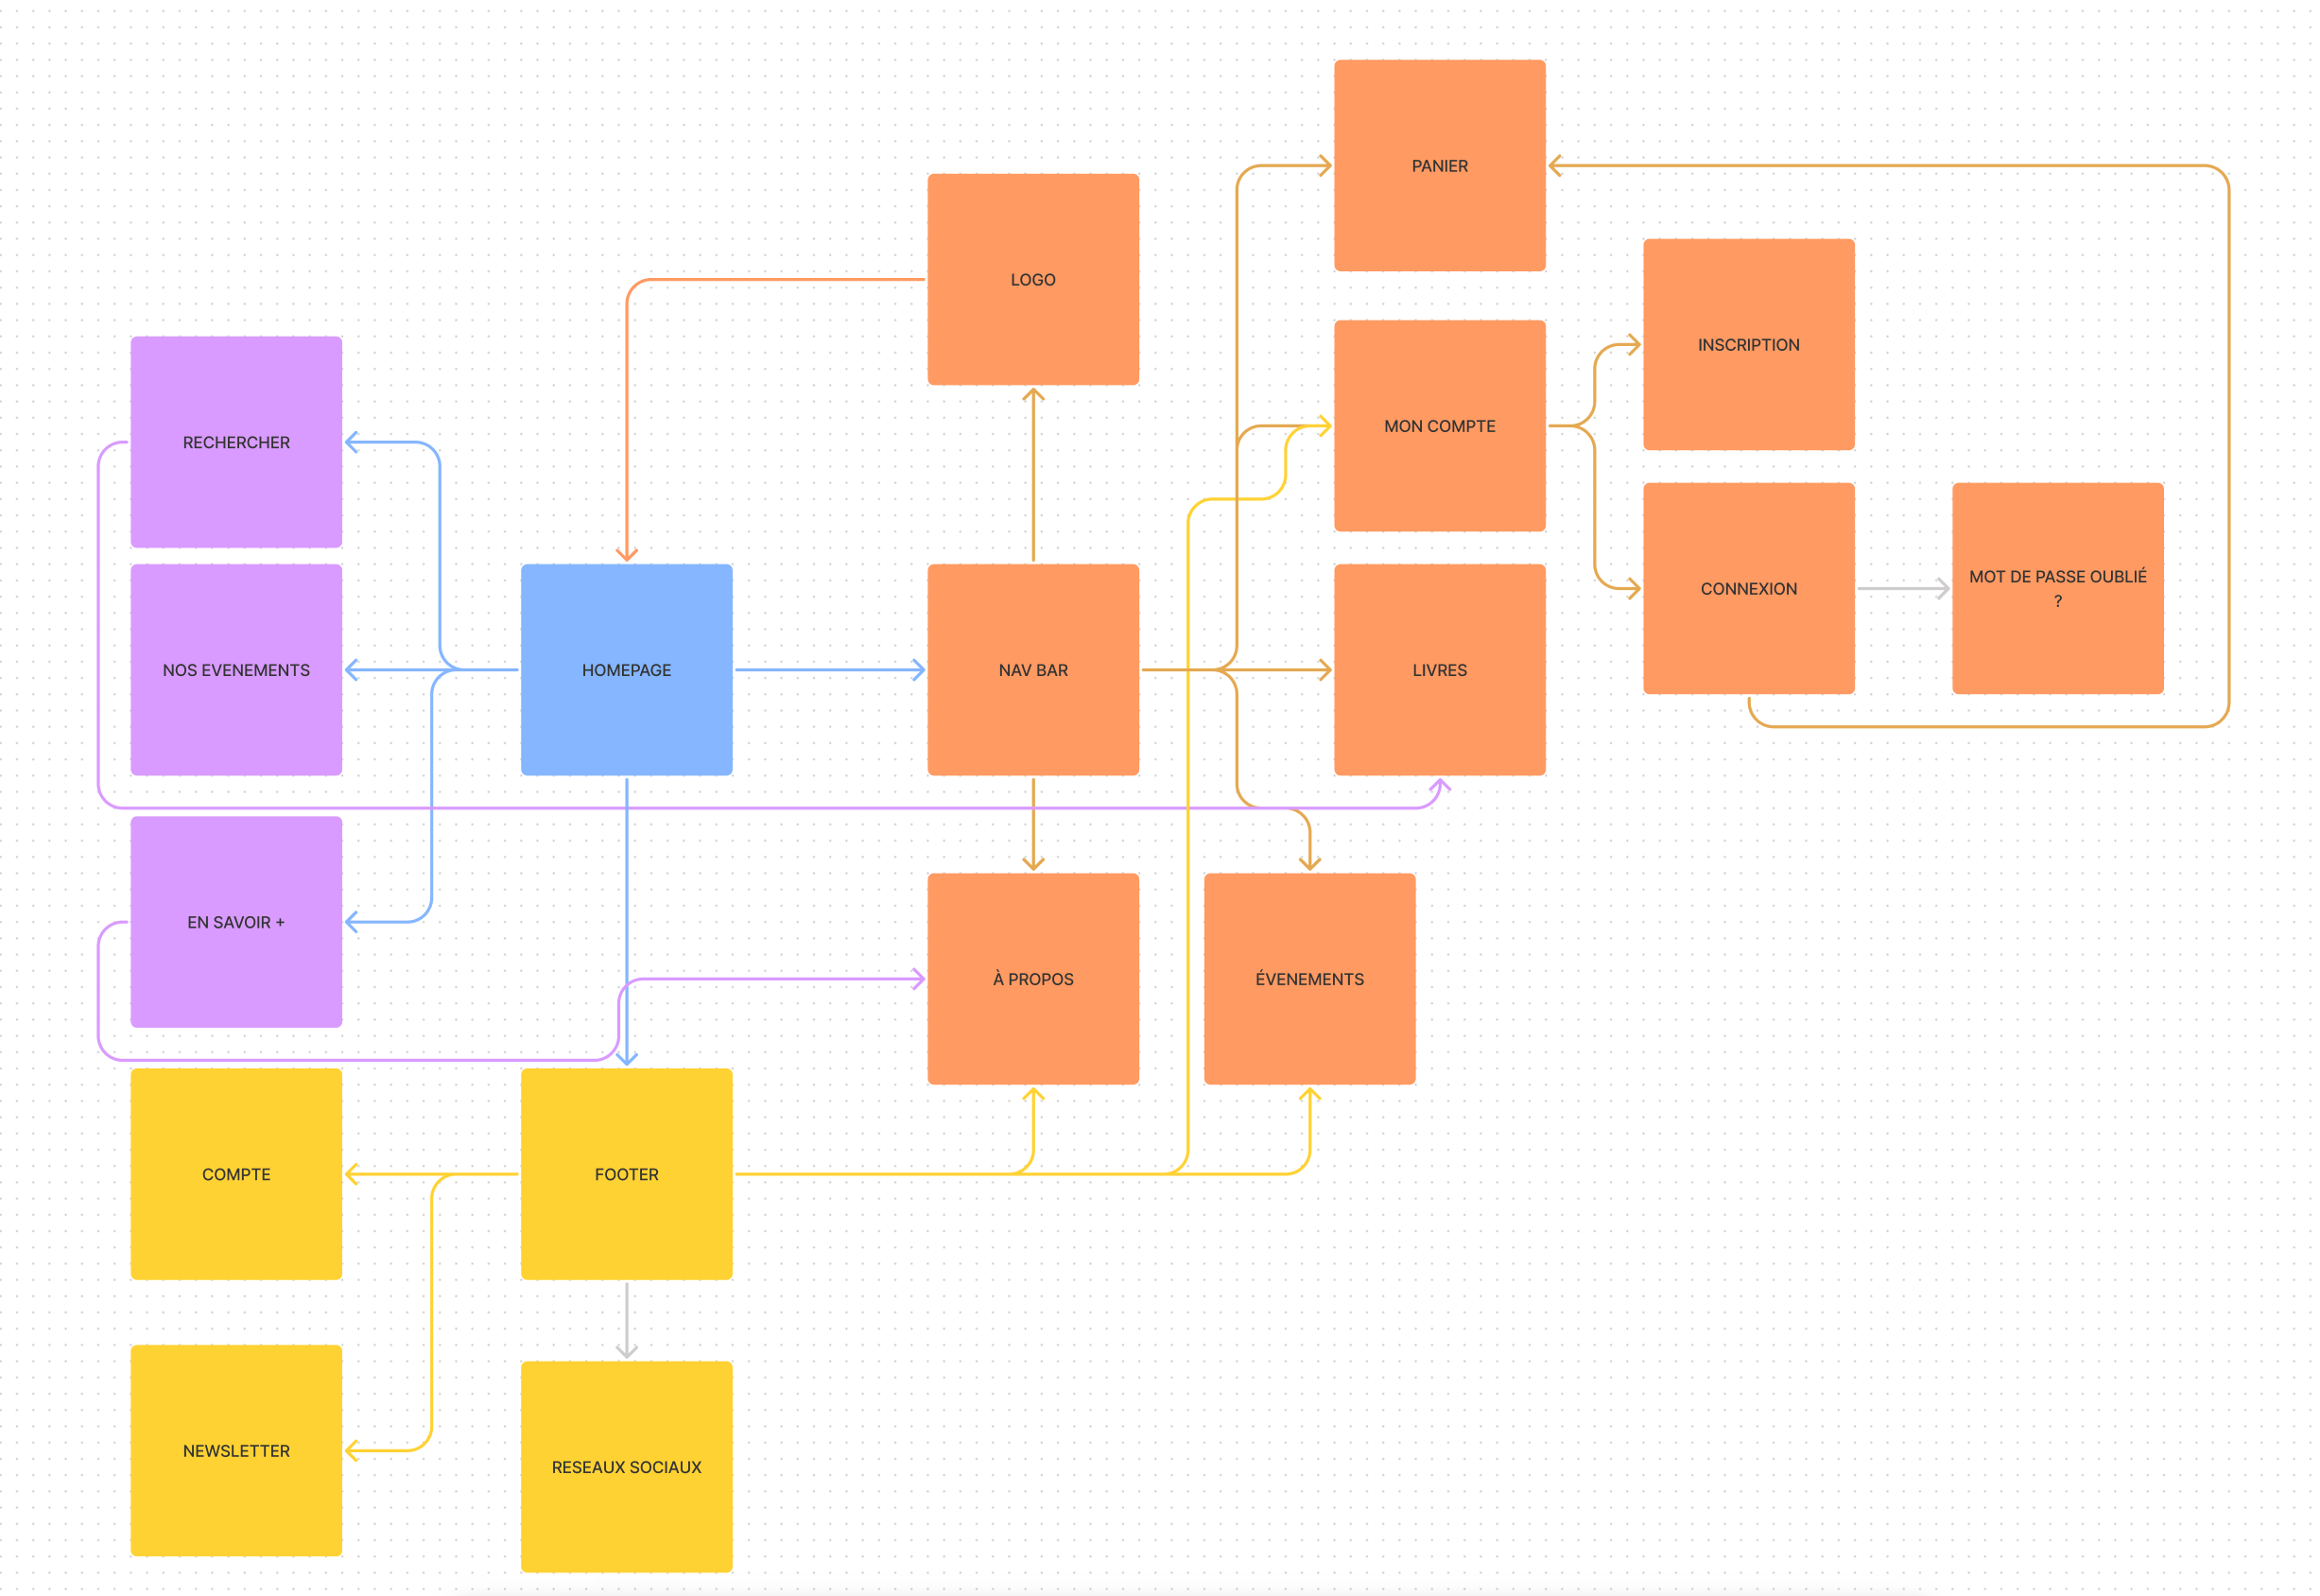 PANIER
LOGO
INSCRIPTION
MON COMPTE
RECHERCHER
MOT DE PASSE OUBLIÉ
?
CONNEXION
NOS EVENEMENTS
HOMEPAGE
NAV BAR
LIVRES
EN SAVOIR +
À PROPOS
ÉVENEMENTS
COMPTE
FOOTER
NEWSLETTER
RESEAUX SOCIAUX